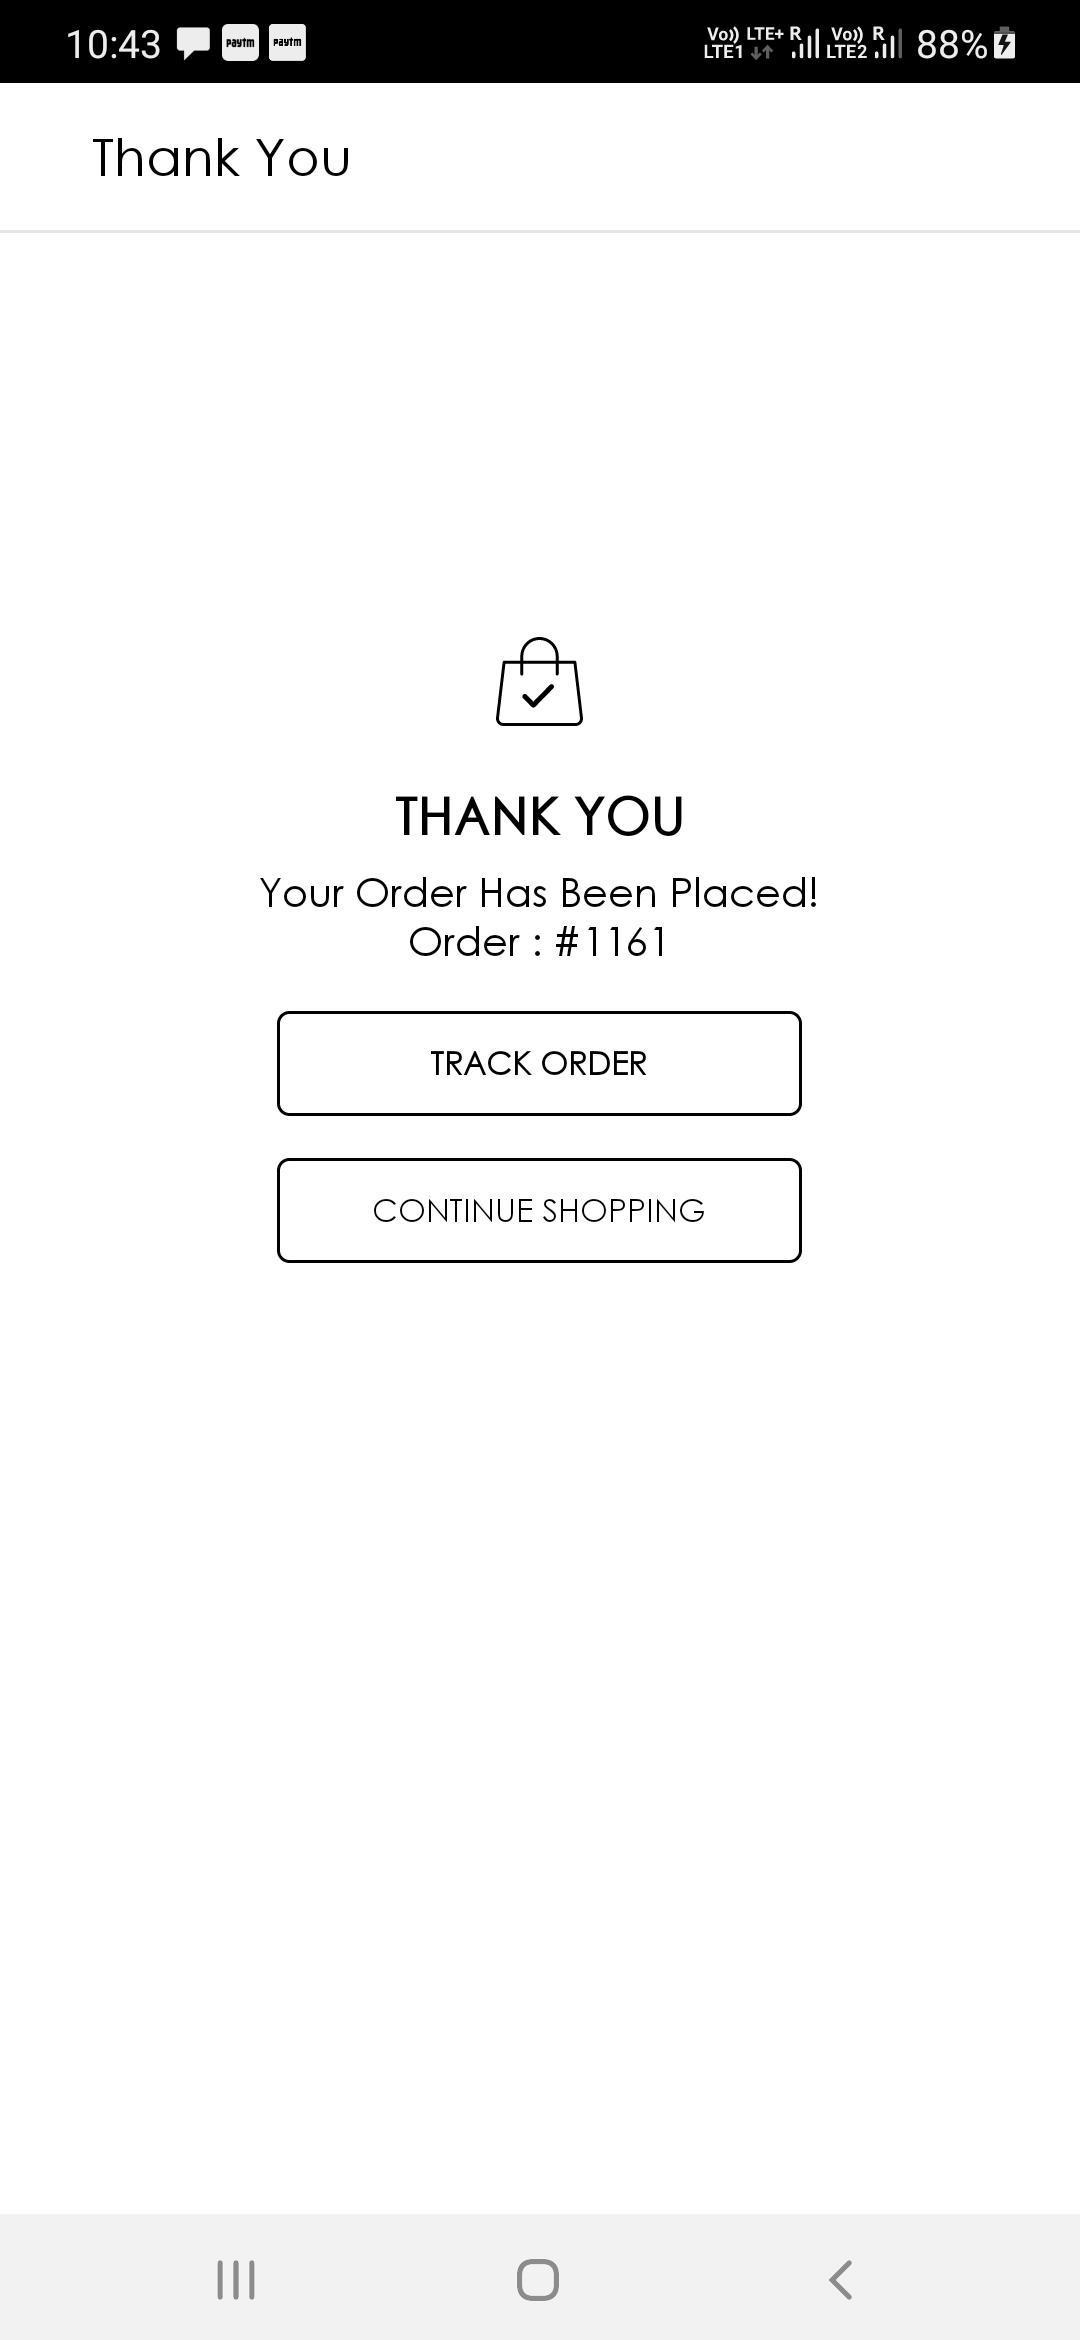 10:43 paytm paytm Vo)) LTE+ R Vo)) R 88%
LTE1 LTE2
Thank You
THANK YOU
Your Order Has Been Placed!
Order : #1161
TRACK ORDER
CONTINUE SHOPPING